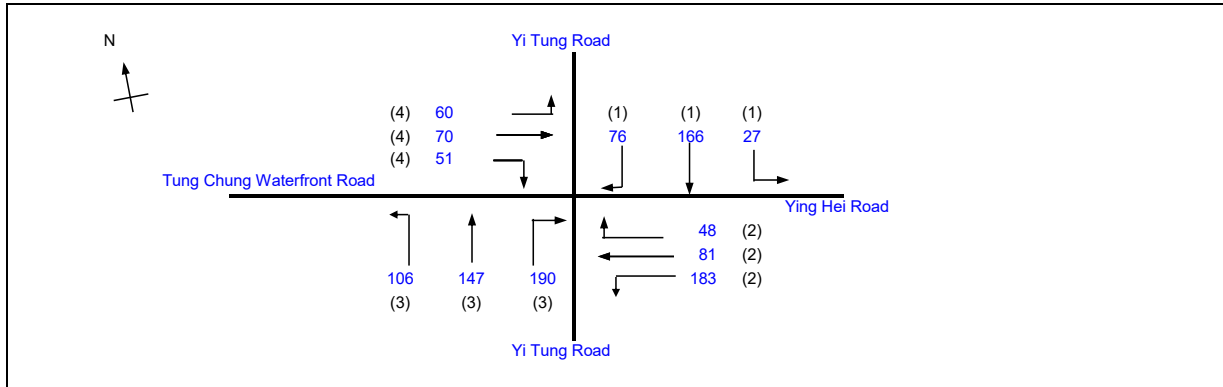 N
Yi Tung Road
(4) 60
(4) 70
(4) 51
(1) (1) (1)
76 166 27
Tung Chung Waterfront Road
Ying Hei Road
48 (2)
81 (2)
183 (2)
106 147 190
(3) (3) (3)
Yi Tung Road